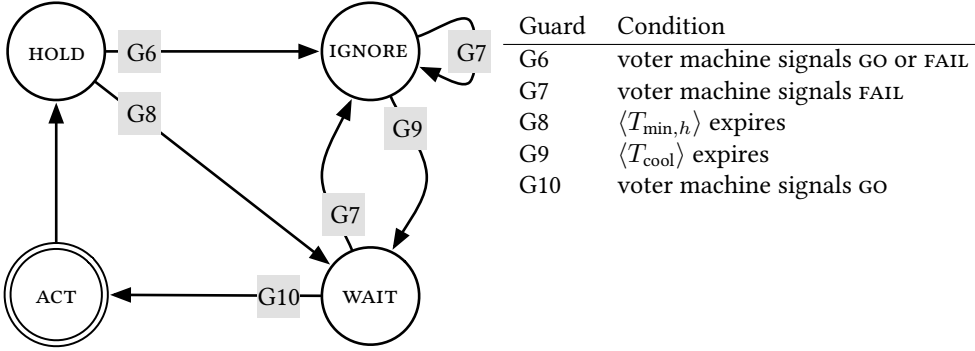 HOLD
G6
IGNORE
G7
G8
G9
G7
ACT
G10
WAIT
Guard Condition
G6 voter machine signals GO or FAIL
G7 voter machine signals FAIL
G8 ⟨T_min,h⟩ expires
G9 ⟨T_cool⟩ expires
G10 voter machine signals GO